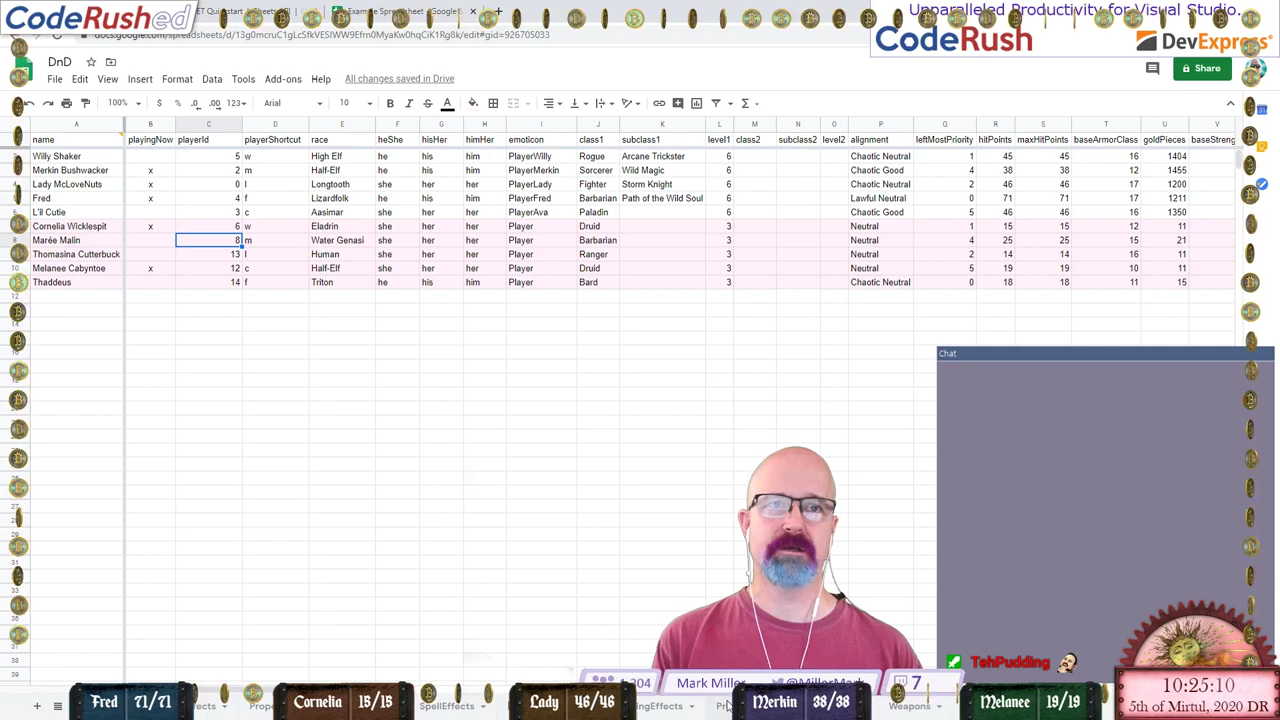 CodeRushed
Unparalleled Productivity for Visual Studio.
CodeRush
DevExpress
docs.google.com/spreadsheets/d/
DnD
File Edit View Insert Format Data Tools Add-ons Help All changes saved in Drive
Share
100% $ % .0 .00 123 Arial 10 B I S A
A B C D E F G H I J K L M N O P Q R S T U V
name playingNow playerId playerShortcut race heShe hisHer himHer emoticon class1 subclass1 level1 class2 subclass2 level2 alignment leftMostPriority hitPoints maxHitPoints baseArmorClass goldPieces baseStreng
Willy Shaker 5 w High Elf he his him PlayerWilly Rogue Arcane Trickster 6 Chaotic Neutral 1 45 45 16 1404
Merkin Bushwacker x 2 m Half-Elf he his him PlayerMerkin Sorcerer Wild Magic 6 Chaotic Good 4 38 38 12 1455
Lady McLoveNuts x 0 l Longtooth she her her PlayerLady Fighter Storm Knight 6 Chaotic Neutral 2 46 46 17 1200
Fred x 4 f Lizardfolk he his him PlayerFred Barbarian Path of the Wild Soul 6 Lawful Neutral 0 71 71 17 1211
L'il Cutie 3 c Aasimar she her her PlayerAva Paladin 6 Chaotic Good 5 46 46 16 1350
Cornelia Wicklespit x 6 w Eladrin she her her Player Druid 3 Neutral 1 15 15 12 11
8 Marée Malin 8 m Water Genasi she her her Player Barbarian 3 Neutral 4 25 25 15 21
Thomasina Cutterbuck 13 l Human she her her Player Ranger 3 Neutral 2 14 14 16 11
10 Melanee Cabyntoe x 12 c Half-Elf she her her Player Druid 3 Neutral 5 19 19 10 11
Thaddeus 14 f Triton he his him Player Bard 3 Chaotic Neutral 0 18 18 11 15
12
Chat
38
39
TehPudding
Mark Miller
@MillerMark
7
10:25:10
5th of Mirtul, 2020 DR
Fred 71/71
Cornelia 15/15
SpellEffects
Lady 46/46
Merkin 38/38
Weapons
Melanee 19/19